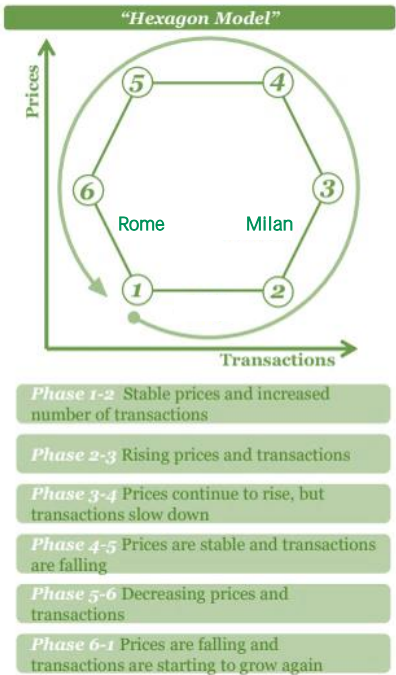 “Hexagon Model”
Prices
5
4
6
3
Rome
Milan
1
2
Transactions
Phase 1-2 Stable prices and increased
number of transactions
Phase 2-3 Rising prices and transactions
Phase 3-4 Prices continue to rise, but
transactions slow down
Phase 4-5 Prices are stable and transactions
are falling
Phase 5-6 Decreasing prices and
transactions
Phase 6-1 Prices are falling and
transactions are starting to grow again